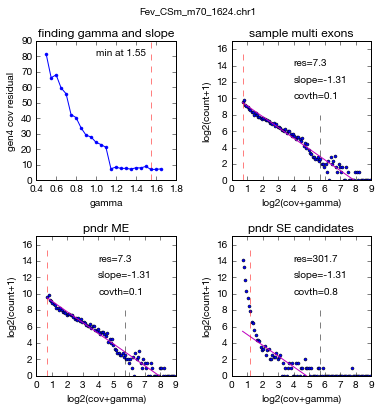 Fev_CSm_m70_1624.chr1
finding gamma and slope
min at 1.55
gen4 cov residual
90
80
70
60
50
40
30
20
10
0
0.4 0.6 0.8 1.0 1.2 1.4 1.6 1.8
gamma
sample multi exons
res=7.3
slope=-1.31
covth=0.1
log2(count+1)
16
14
12
10
8
6
4
2
0
0 1 2 3 4 5 6 7 8 9
log2(cov+gamma)
pndr ME
res=7.3
slope=-1.31
covth=0.1
log2(count+1)
16
14
12
10
8
6
4
2
0
0 1 2 3 4 5 6 7 8 9
log2(cov+gamma)
pndr SE candidates
res=301.7
slope=-1.31
covth=0.8
log2(count+1)
16
14
12
10
8
6
4
2
0
0 1 2 3 4 5 6 7 8 9
log2(cov+gamma)